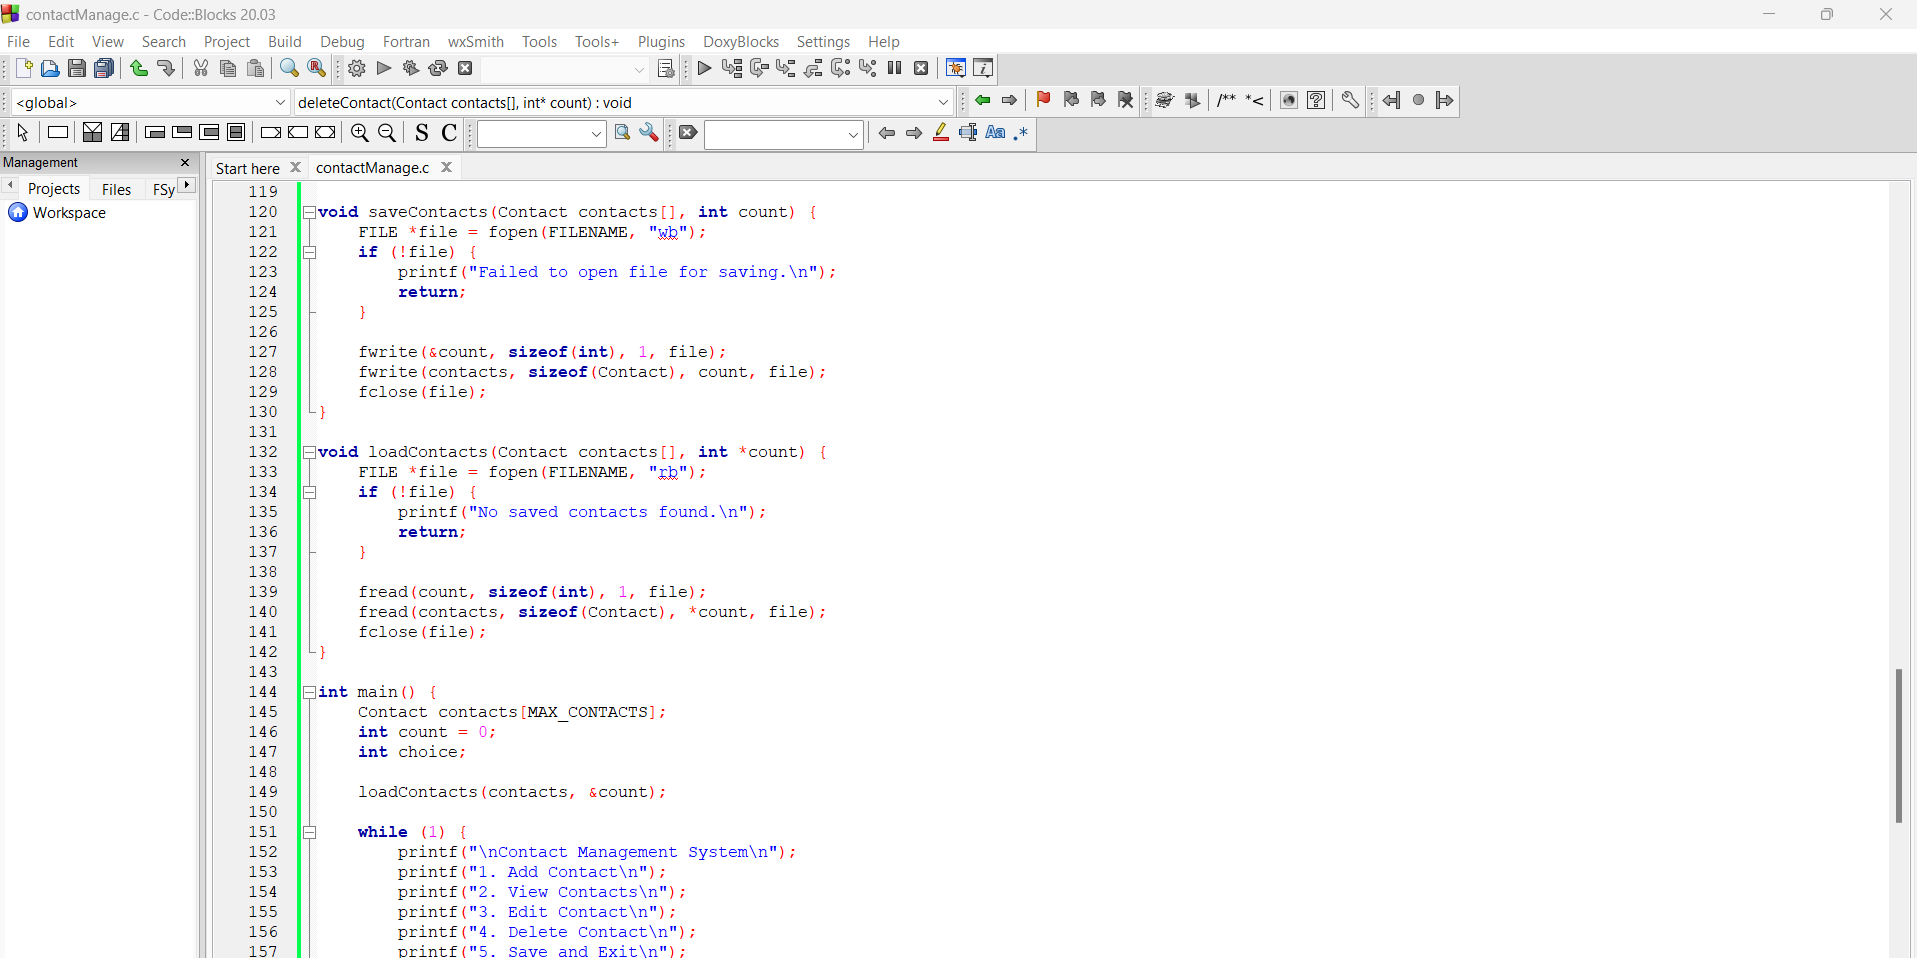 contactManage.c - Code::Blocks 20.03
File Edit View Search Project Build Debug Fortran wxSmith Tools Tools+ Plugins DoxyBlocks Settings Help
<global> deleteContact(Contact contacts[], int* count) : void
/** *<
S C Aa .*
Management
Start here contactManage.c
Projects Files FSy
Workspace
119
120 void saveContacts(Contact contacts[], int count) {
121     FILE *file = fopen(FILENAME, "wb");
122     if (!file) {
123         printf("Failed to open file for saving.\n");
124         return;
125     }
126
127     fwrite(&count, sizeof(int), 1, file);
128     fwrite(contacts, sizeof(Contact), count, file);
129     fclose(file);
130 }
131
132 void loadContacts(Contact contacts[], int *count) {
133     FILE *file = fopen(FILENAME, "rb");
134     if (!file) {
135         printf("No saved contacts found.\n");
136         return;
137     }
138
139     fread(count, sizeof(int), 1, file);
140     fread(contacts, sizeof(Contact), *count, file);
141     fclose(file);
142 }
143
144 int main() {
145     Contact contacts[MAX_CONTACTS];
146     int count = 0;
147     int choice;
148
149     loadContacts(contacts, &count);
150
151     while (1) {
152         printf("\nContact Management System\n");
153         printf("1. Add Contact\n");
154         printf("2. View Contacts\n");
155         printf("3. Edit Contact\n");
156         printf("4. Delete Contact\n");
157         printf("5. Save and Exit\n");